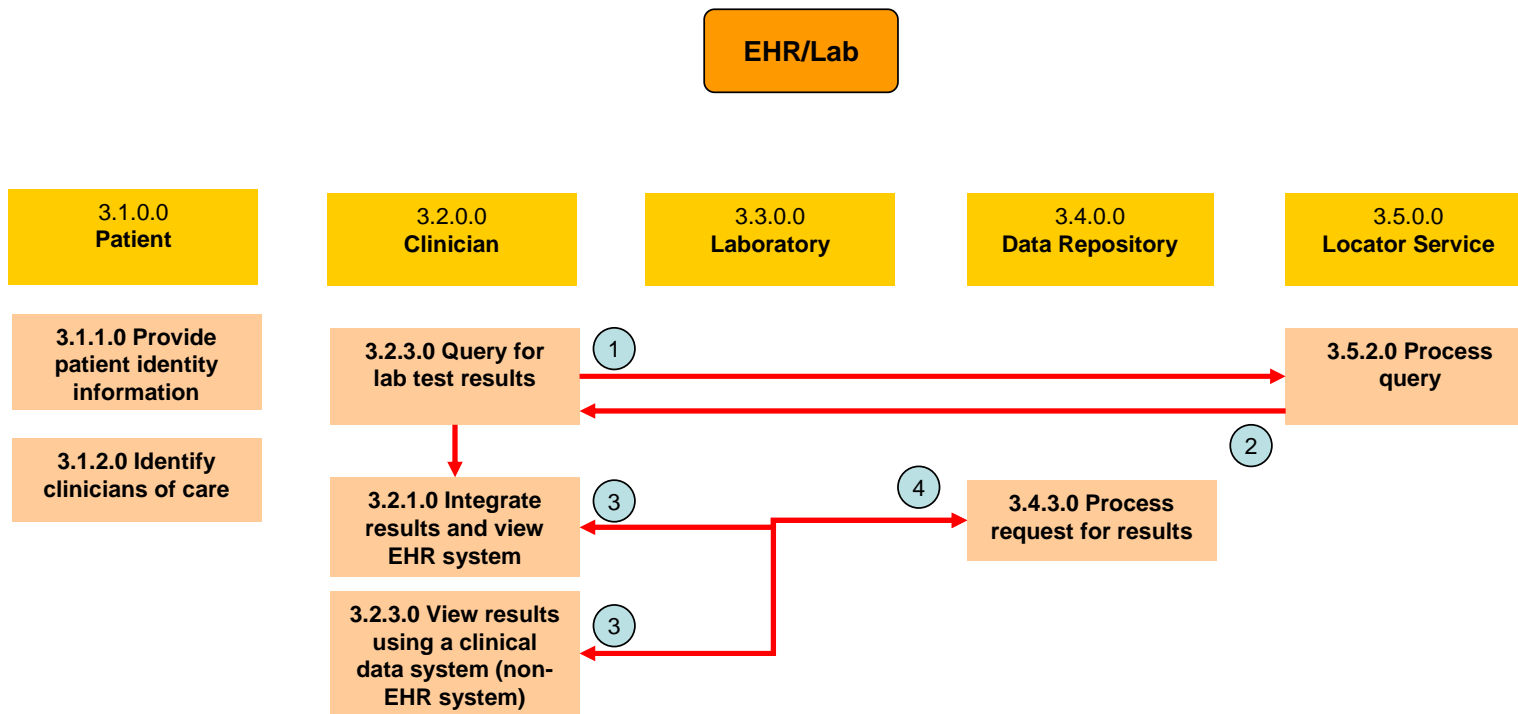 EHR/Lab
3.1.0.0
Patient
3.2.0.0
Clinician
3.3.0.0
Laboratory
3.4.0.0
Data Repository
3.5.0.0
Locator Service
3.1.1.0 Provide
patient identity
information
3.1.2.0 Identify
clinicians of care
3.2.3.0 Query for
lab test results
1
3.5.2.0 Process
query
2
3.2.1.0 Integrate
results and view
EHR system
3
4
3.4.3.0 Process
request for results
3.2.3.0 View results
using a clinical
data system (non-
EHR system)
3